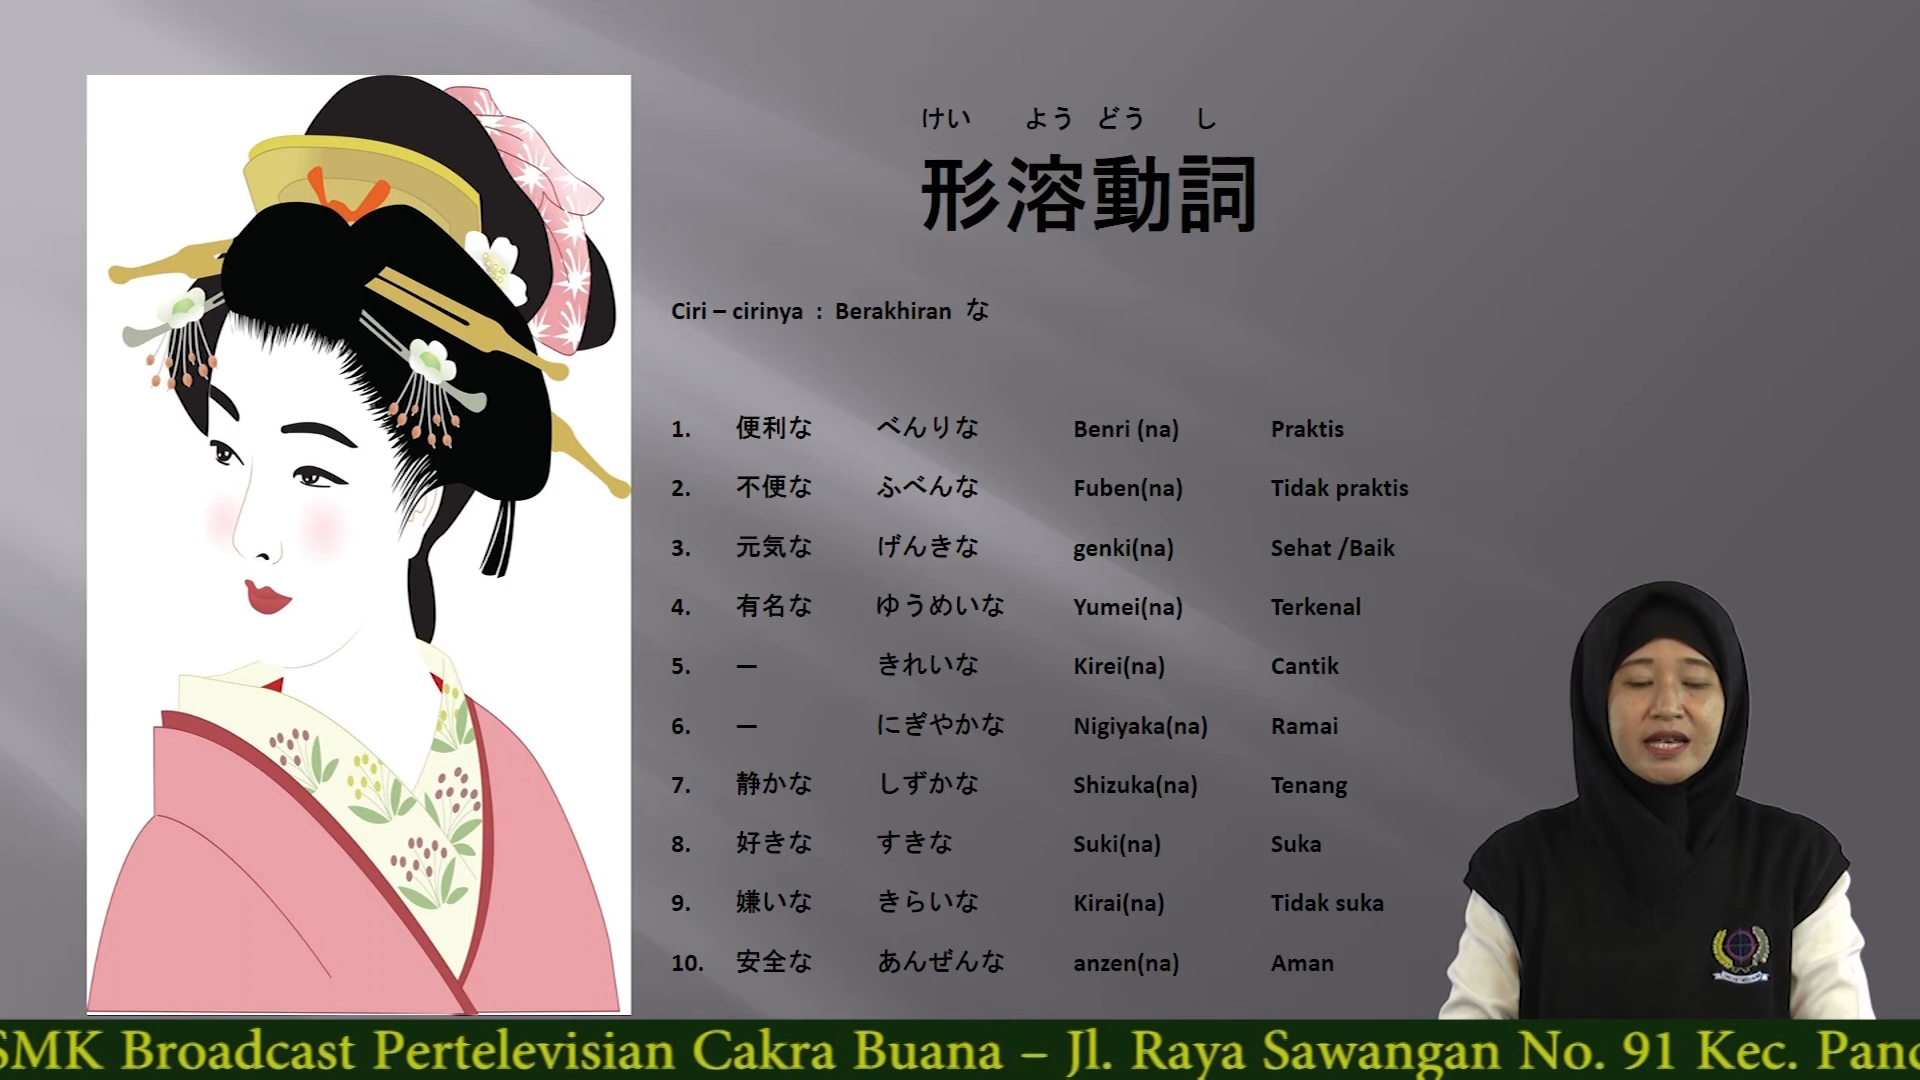 けい よう どう し
形溶動詞
Ciri – cirinya : Berakhiran な
1. 便利な べんりな Benri (na) Praktis
2. 不便な ふべんな Fuben(na) Tidak praktis
3. 元気な げんきな genki(na) Sehat /Baik
4. 有名な ゆうめいな Yumei(na) Terkenal
5. — きれいな Kirei(na) Cantik
6. — にぎやかな Nigiyaka(na) Ramai
7. 静かな しずかな Shizuka(na) Tenang
8. 好きな すきな Suki(na) Suka
9. 嫌いな きらいな Kirai(na) Tidak suka
10. 安全な あんぜんな anzen(na) Aman
SMK Broadcast Pertelevisian Cakra Buana – Jl. Raya Sawangan No. 91 Kec. Panc